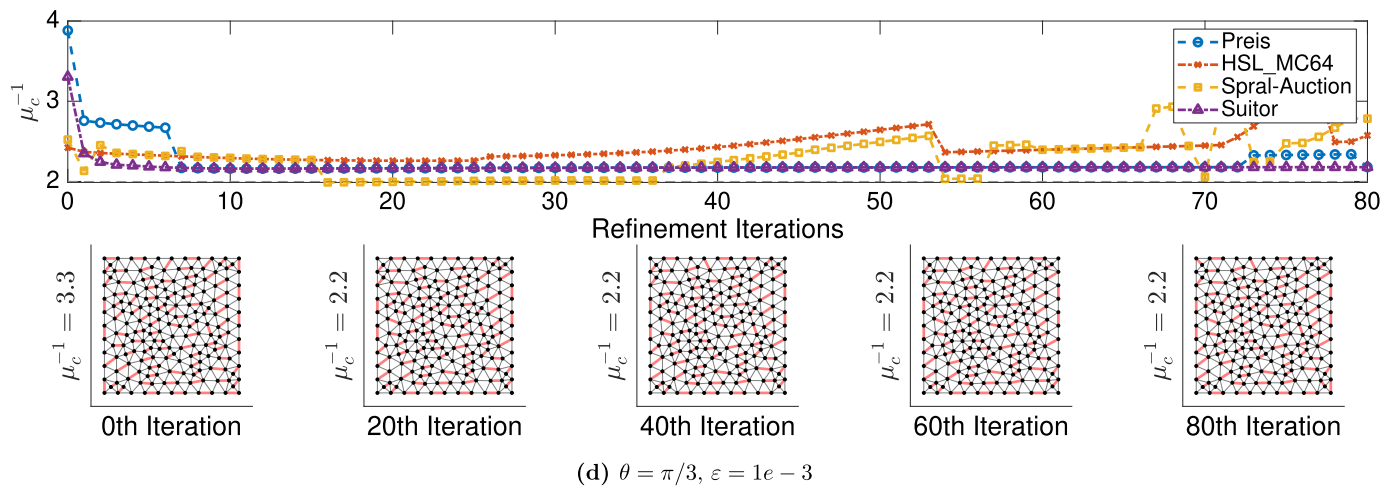 4
3
2
μ_c^{-1}
Preis
HSL_MC64
Spral-Auction
Suitor
0 10 20 30 40 50 60 70 80
Refinement Iterations
μ_c^{-1} = 3.3
μ_c^{-1} = 2.2
μ_c^{-1} = 2.2
μ_c^{-1} = 2.2
μ_c^{-1} = 2.2
0th Iteration
20th Iteration
40th Iteration
60th Iteration
80th Iteration
(d) θ = π/3, ε = 1e − 3